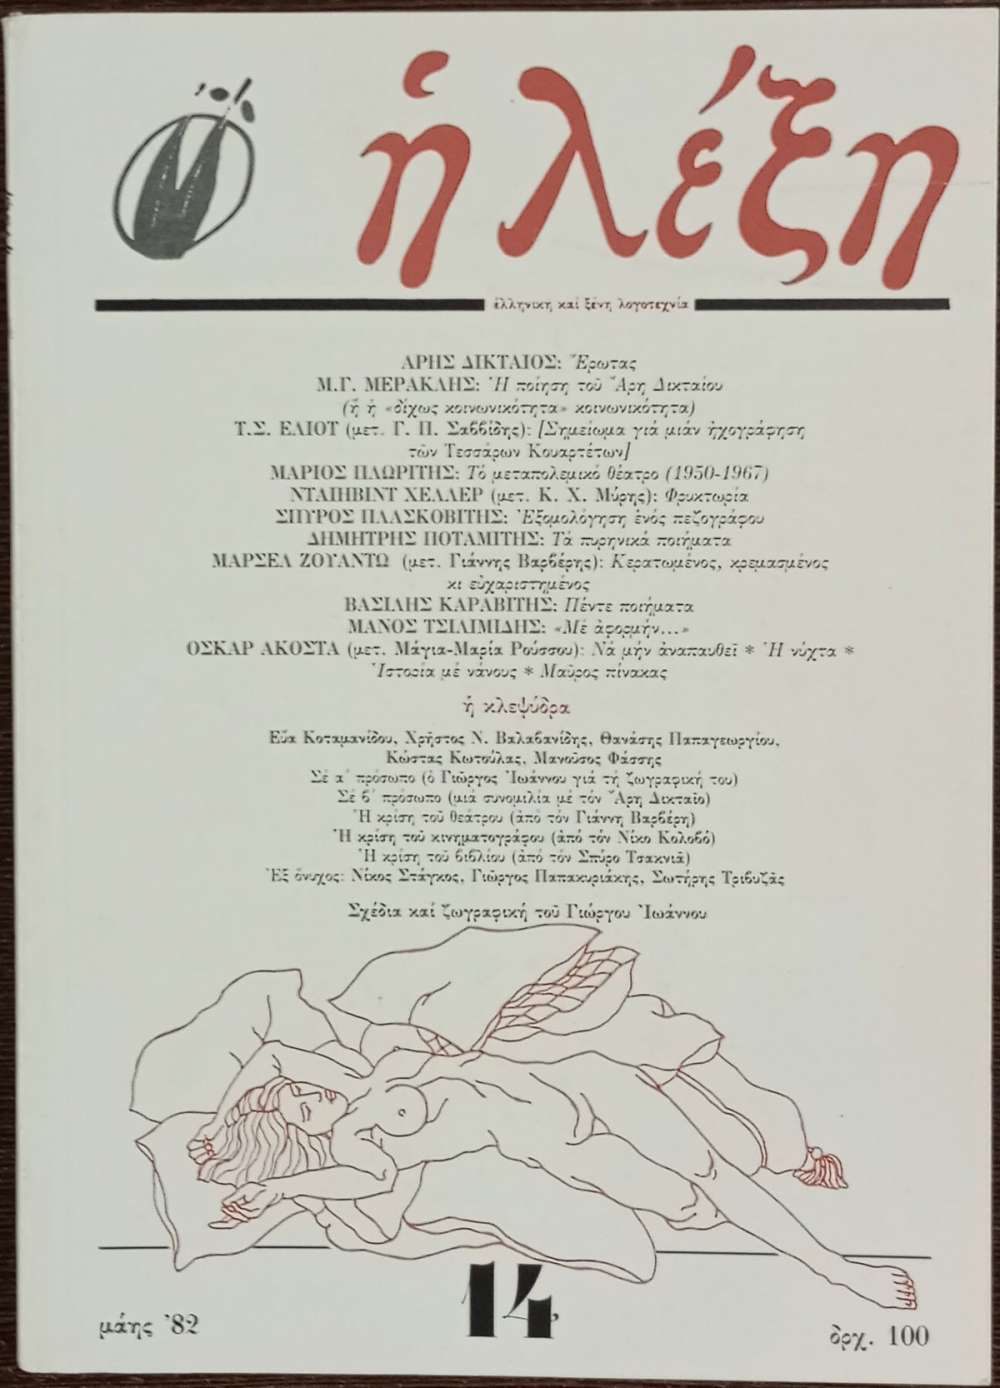 ἡ λέξη
ἑλληνική καί ξένη λογοτεχνία
ΑΡΗΣ ΔΙΚΤΑΙΟΣ: Ἔρωτας
Μ.Γ. ΜΕΡΑΚΛΗΣ: Ἡ ποίηση τοῦ Ἄρη Δικταίου
(ἤ ἡ «δίχως κοινωνικότητα» κοινωνικότητα)
Τ.Σ. ΕΛΙΟΤ (μετ. Γ. Π. Σαββίδης): [Σημείωμα γιά μιάν ἠχογράφηση
τῶν Τεσσάρων Κουαρτέτων]
ΜΑΡΙΟΣ ΠΛΩΡΙΤΗΣ: Τό μεταπολεμικό θέατρο (1950-1967)
ΝΤΑΙΗΒΙΝΤ ΧΕΛΛΕΡ (μετ. Κ. Χ. Μύρης): Φρυκτωρία
ΣΠΥΡΟΣ ΠΛΑΣΚΟΒΙΤΗΣ: Ἐξομολόγηση ἑνός πεζογράφου
ΔΗΜΗΤΡΗΣ ΠΟΤΑΜΙΤΗΣ: Τά πυρηνικά ποιήματα
ΜΑΡΣΕΛ ΖΟΥΑΝΤΩ (μετ. Γιάννης Βαρβέρης): Κερατωμένος, κρεμασμένος
κι εὐχαριστημένος
ΒΑΣΙΛΗΣ ΚΑΡΑΒΙΤΗΣ: Πέντε ποιήματα
ΜΑΝΟΣ ΤΣΙΛΙΜΙΔΗΣ: «Μέ ἀφορμήν...»
ΟΣΚΑΡ ΑΚΟΣΤΑ (μετ. Μάγια-Μαρία Ρούσσου): Νά μήν ἀναπαυθεῖ * Ἡ νύχτα *
Ἱστορία μέ νάνους * Μαῦρος πίνακας
ἡ κλεψύδρα
Εὔα Κοταμανίδου, Χρῆστος Ν. Βαλαβανίδης, Θανάσης Παπαγεωργίου,
Κώστας Κωτούλας, Μανοῦσος Φάσσης
Σέ α΄ πρόσωπο (ὁ Γιῶργος Ἰωάννου γιά τή ζωγραφική του)
Σέ β΄ πρόσωπο (μιά συνομιλία μέ τόν Ἄρη Δικταῖο)
Ἡ κρίση τοῦ θεάτρου (ἀπό τόν Γιάννη Βαρβέρη)
Ἡ κρίση τοῦ κινηματογράφου (ἀπό τόν Νίκο Κολοβό)
Ἡ κρίση τοῦ βιβλίου (ἀπό τόν Σπύρο Τσακνιᾶ)
Ἐξ ὄνυχος: Νίκος Στάγκος, Γιῶργος Παπακυριάκης, Σωτήρης Τριβυζᾶς
Σχέδια καί ζωγραφική τοῦ Γιώργου Ἰωάννου
μάης '82
14
δρχ. 100